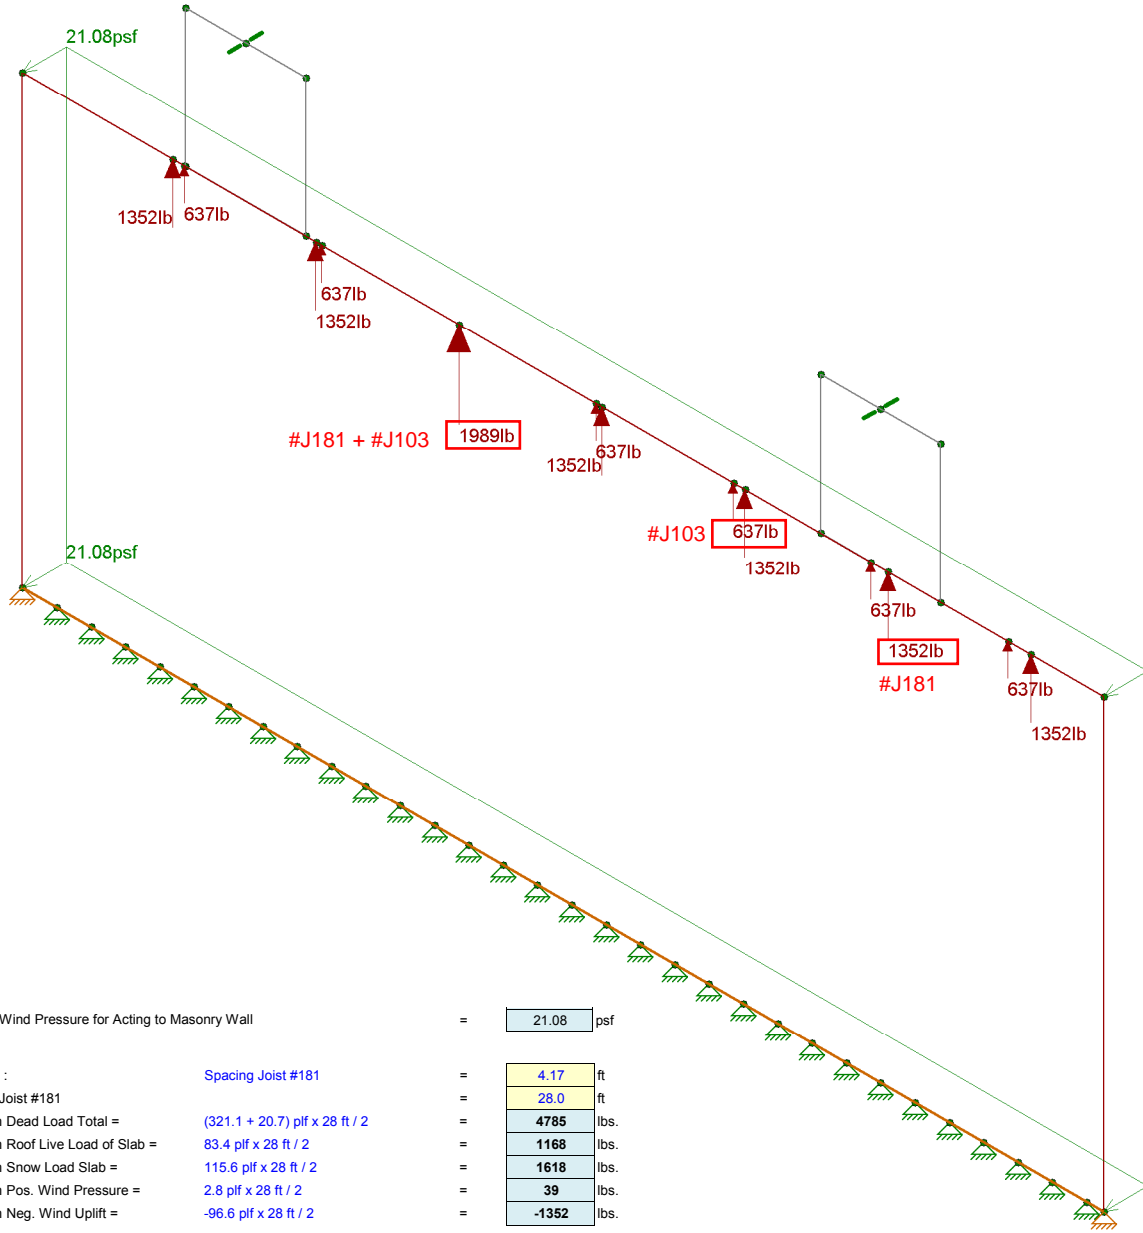 21.08psf
1352lb 637lb
637lb
1352lb
#J181 + #J103 1989lb
1352lb 637lb
#J103 637lb
1352lb
21.08psf
637lb
1352lb
#J181
637lb
1352lb
Wind Pressure for Acting to Masonry Wall = 21.08 psf
: Spacing Joist #181 = 4.17 ft
Joist #181 = 28.0 ft
Dead Load Total = (321.1 + 20.7) plf x 28 ft / 2 = 4785 lbs.
Roof Live Load of Slab = 83.4 plf x 28 ft / 2 = 1168 lbs.
Snow Load Slab = 115.6 plf x 28 ft / 2 = 1618 lbs.
Pos. Wind Pressure = 2.8 plf x 28 ft / 2 = 39 lbs.
Neg. Wind Uplift = -96.6 plf x 28 ft / 2 = -1352 lbs.